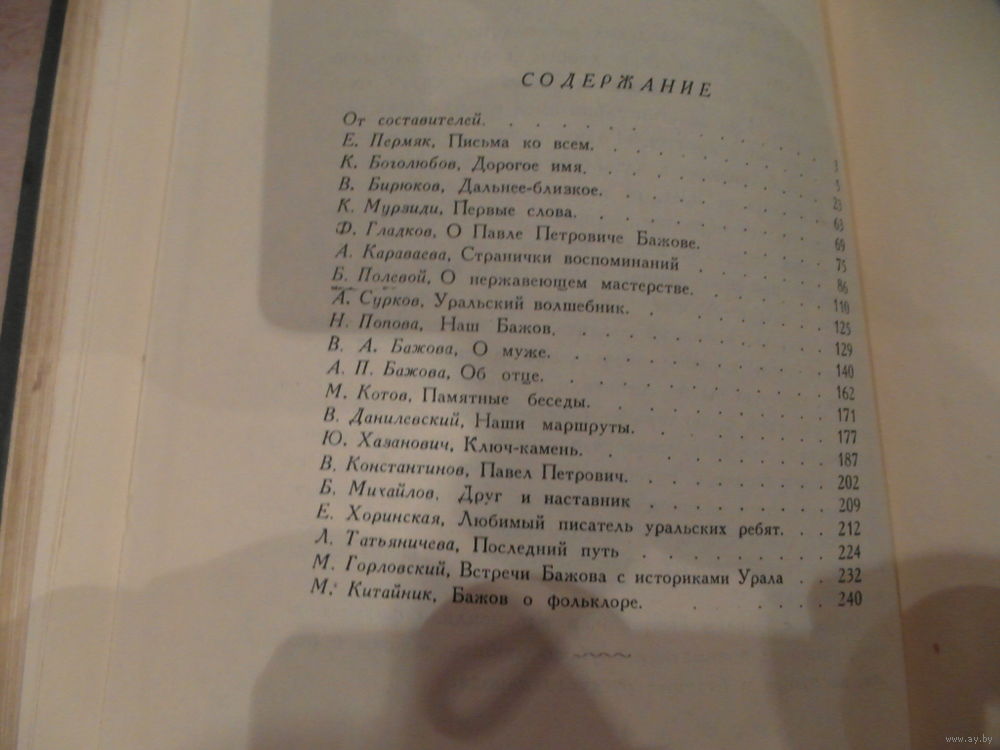 СОДЕРЖАНИЕ
От составителей. . . . . . . . . . . 3
Е. Пермяк, Письма ко всем. . . . . . . . . 5
К. Боголюбов, Дорогое имя. . . . . . . . . 23
В. Бирюков, Дальнее-близкое. . . . . . . . . 63
К. Мурзиди, Первые слова. . . . . . . . . 69
Ф. Гладков, О Павле Петровиче Бажове. . . . . . 75
А. Караваева, Странички воспоминаний . . . . . . 86
Б. Полевой, О нержавеющем мастерстве. . . . . . 110
А. Сурков, Уральский волшебник. . . . . . . . 125
Н. Попова, Наш Бажов. . . . . . . . . . 129
В. А. Бажова, О муже. . . . . . . . . . 140
А. П. Бажова, Об отце. . . . . . . . . . 162
М. Котов, Памятные беседы. . . . . . . . . 171
В. Данилевский, Наши маршруты. . . . . . . . 177
Ю. Хазанович, Ключ-камень. . . . . . . . . 187
В. Константинов, Павел Петрович. . . . . . . . 202
Б. Михайлов, Друг и наставник . . . . . . . 209
Е. Хоринская, Любимый писатель уральских ребят. . . 212
Л. Татьяничева, Последний путь . . . . . . . 224
М. Горловский, Встречи Бажова с историками Урала . . 232
М. Китайник, Бажов о фольклоре. . . . . . . 240
www.ay.by